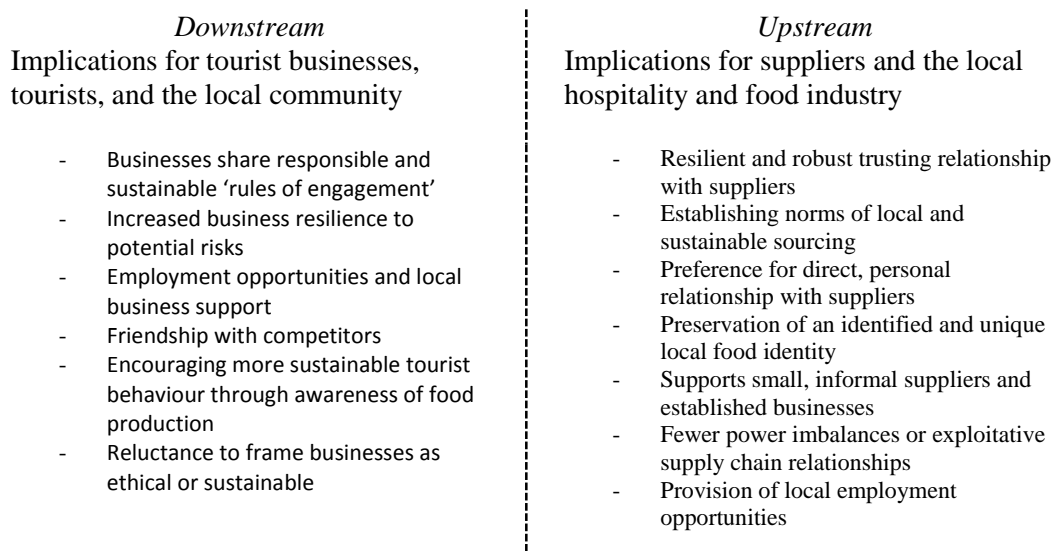 Downstream
Implications for tourist businesses,
tourists, and the local community
- Businesses share responsible and
sustainable ‘rules of engagement’
- Increased business resilience to
potential risks
- Employment opportunities and local
business support
- Friendship with competitors
- Encouraging more sustainable tourist
behaviour through awareness of food
production
- Reluctance to frame businesses as
ethical or sustainable
Upstream
Implications for suppliers and the local
hospitality and food industry
- Resilient and robust trusting relationship
with suppliers
- Establishing norms of local and
sustainable sourcing
- Preference for direct, personal
relationship with suppliers
- Preservation of an identified and unique
local food identity
- Supports small, informal suppliers and
established businesses
- Fewer power imbalances or exploitative
supply chain relationships
- Provision of local employment
opportunities